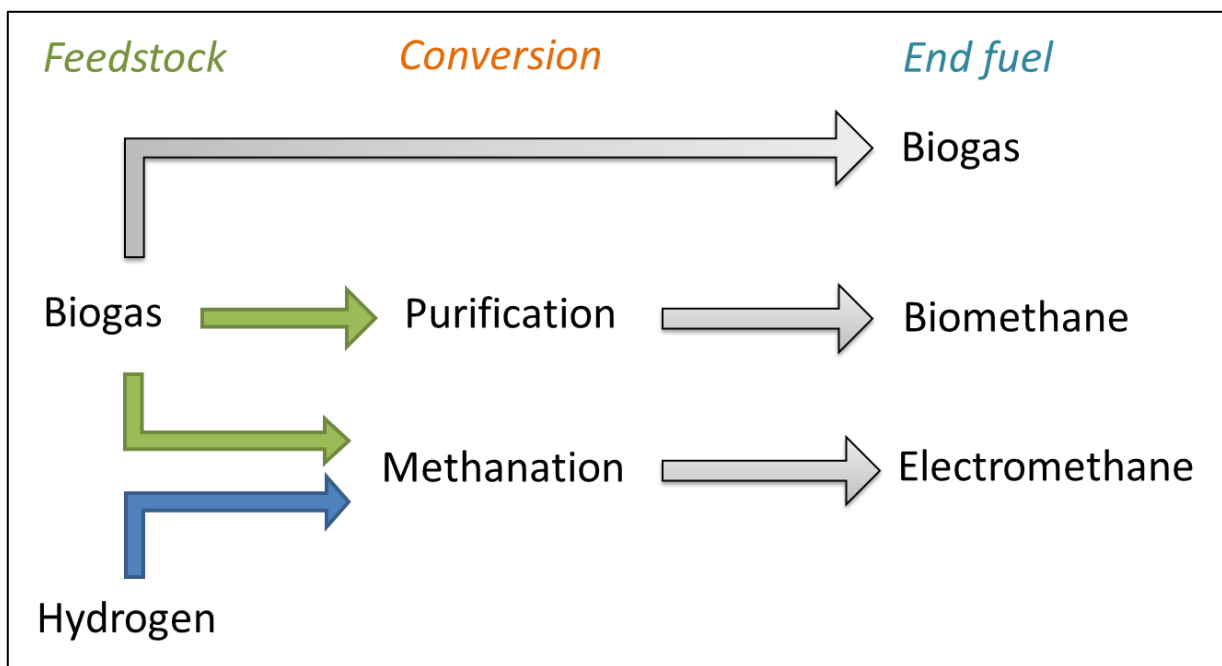 Feedstock Conversion End fuel
Biogas
Biogas Purification Biomethane
Methanation Electromethane
Hydrogen